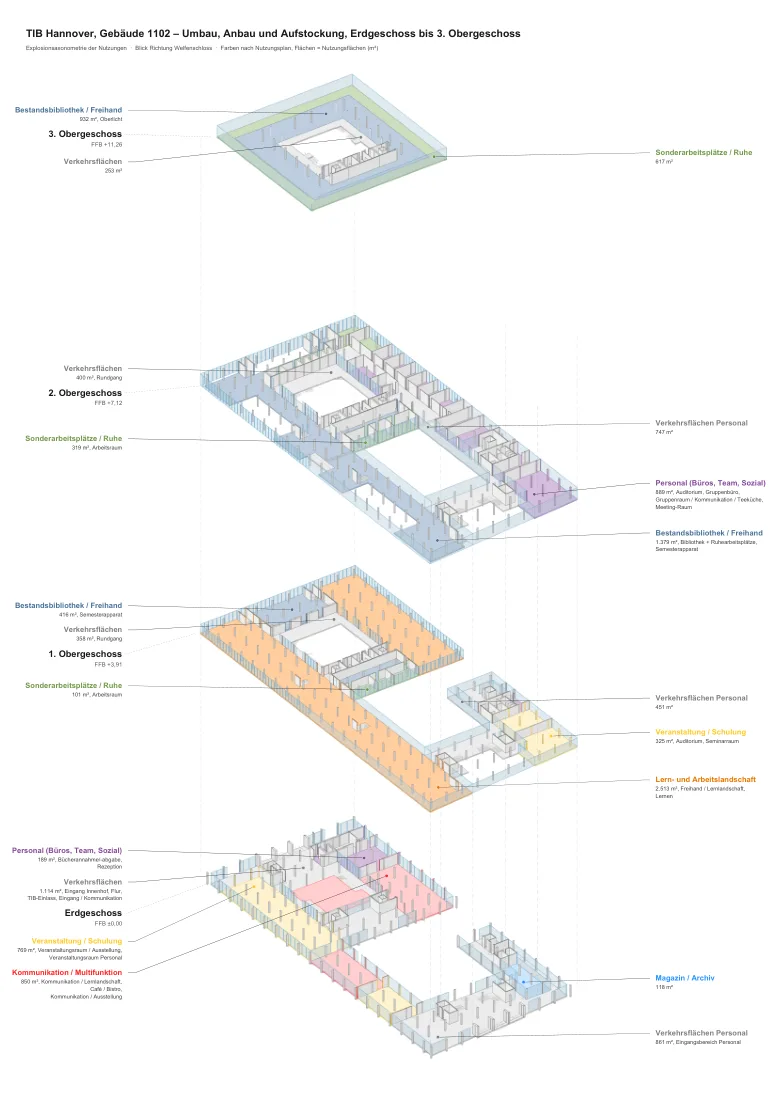 TIB Hannover, Gebäude 1102 – Umbau, Anbau und Aufstockung, Erdgeschoss bis 3. Obergeschoss
Explosionsaxonometrie der Nutzungen · Blick Richtung Welfenschloss · Farben nach Nutzungsplan, Flächen = Nutzungsflächen (m²)
Bestandsbibliothek / Freihand
932 m², Oberlicht
3. Obergeschoss
FFB +11,26
Verkehrsflächen
253 m²
Sonderarbeitsplätze / Ruhe
617 m²
Verkehrsflächen
400 m², Rundgang
2. Obergeschoss
FFB +7,12
Sonderarbeitsplätze / Ruhe
319 m², Arbeitsraum
Verkehrsflächen Personal
747 m²
Personal (Büros, Team, Sozial)
869 m², Auditorium, Gruppenbüro,
Gruppenraum / Kommunikation / Teeküche,
Meeting-Raum
Bestandsbibliothek / Freihand
1.379 m², Bibliothek + Ruhearbeitsplätze,
Semesterapparat
Bestandsbibliothek / Freihand
416 m², Semesterapparat
Verkehrsflächen
358 m², Rundgang
1. Obergeschoss
FFB +3,91
Sonderarbeitsplätze / Ruhe
101 m², Arbeitsraum
Verkehrsflächen Personal
451 m²
Veranstaltung / Schulung
325 m², Auditorium, Seminarraum
Lern- und Arbeitslandschaft
2.513 m², Freihand / Lernlandschaft,
Lernen
Personal (Büros, Team, Sozial)
189 m², Bücherannahme/-abgabe,
Rezeption
Verkehrsflächen
1.114 m², Eingang Innenhof, Flur,
TIB-Einlass, Eingang / Kommunikation
Erdgeschoss
FFB ±0,00
Veranstaltung / Schulung
769 m², Veranstaltungsraum / Ausstellung,
Veranstaltungsraum Personal
Kommunikation / Multifunktion
850 m², Kommunikation / Lernlandschaft,
Café / Bistro,
Kommunikation / Ausstellung
Magazin / Archiv
118 m²
Verkehrsflächen Personal
881 m², Eingangsbereich Personal